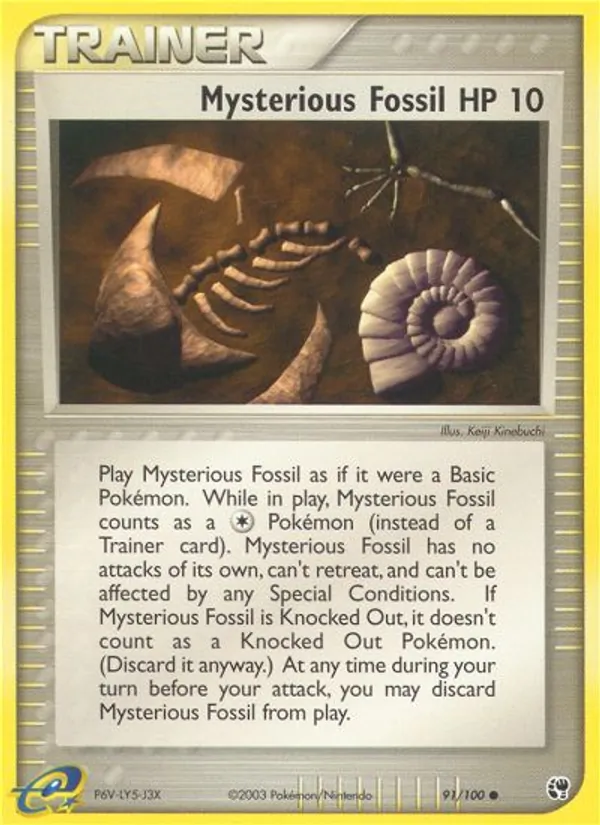 TRAINER
Mysterious Fossil HP 10
Illus. Keiji Kinebuchi
Play Mysterious Fossil as if it were a Basic
Pokémon. While in play, Mysterious Fossil
counts as a Pokémon (instead of a
Trainer card). Mysterious Fossil has no
attacks of its own, can't retreat, and can't be
affected by any Special Conditions. If
Mysterious Fossil is Knocked Out, it doesn't
count as a Knocked Out Pokémon.
(Discard it anyway.) At any time during your
turn before your attack, you may discard
Mysterious Fossil from play.
e
P6V-LY5-J3X ©2003 Pokémon/Nintendo 91/100